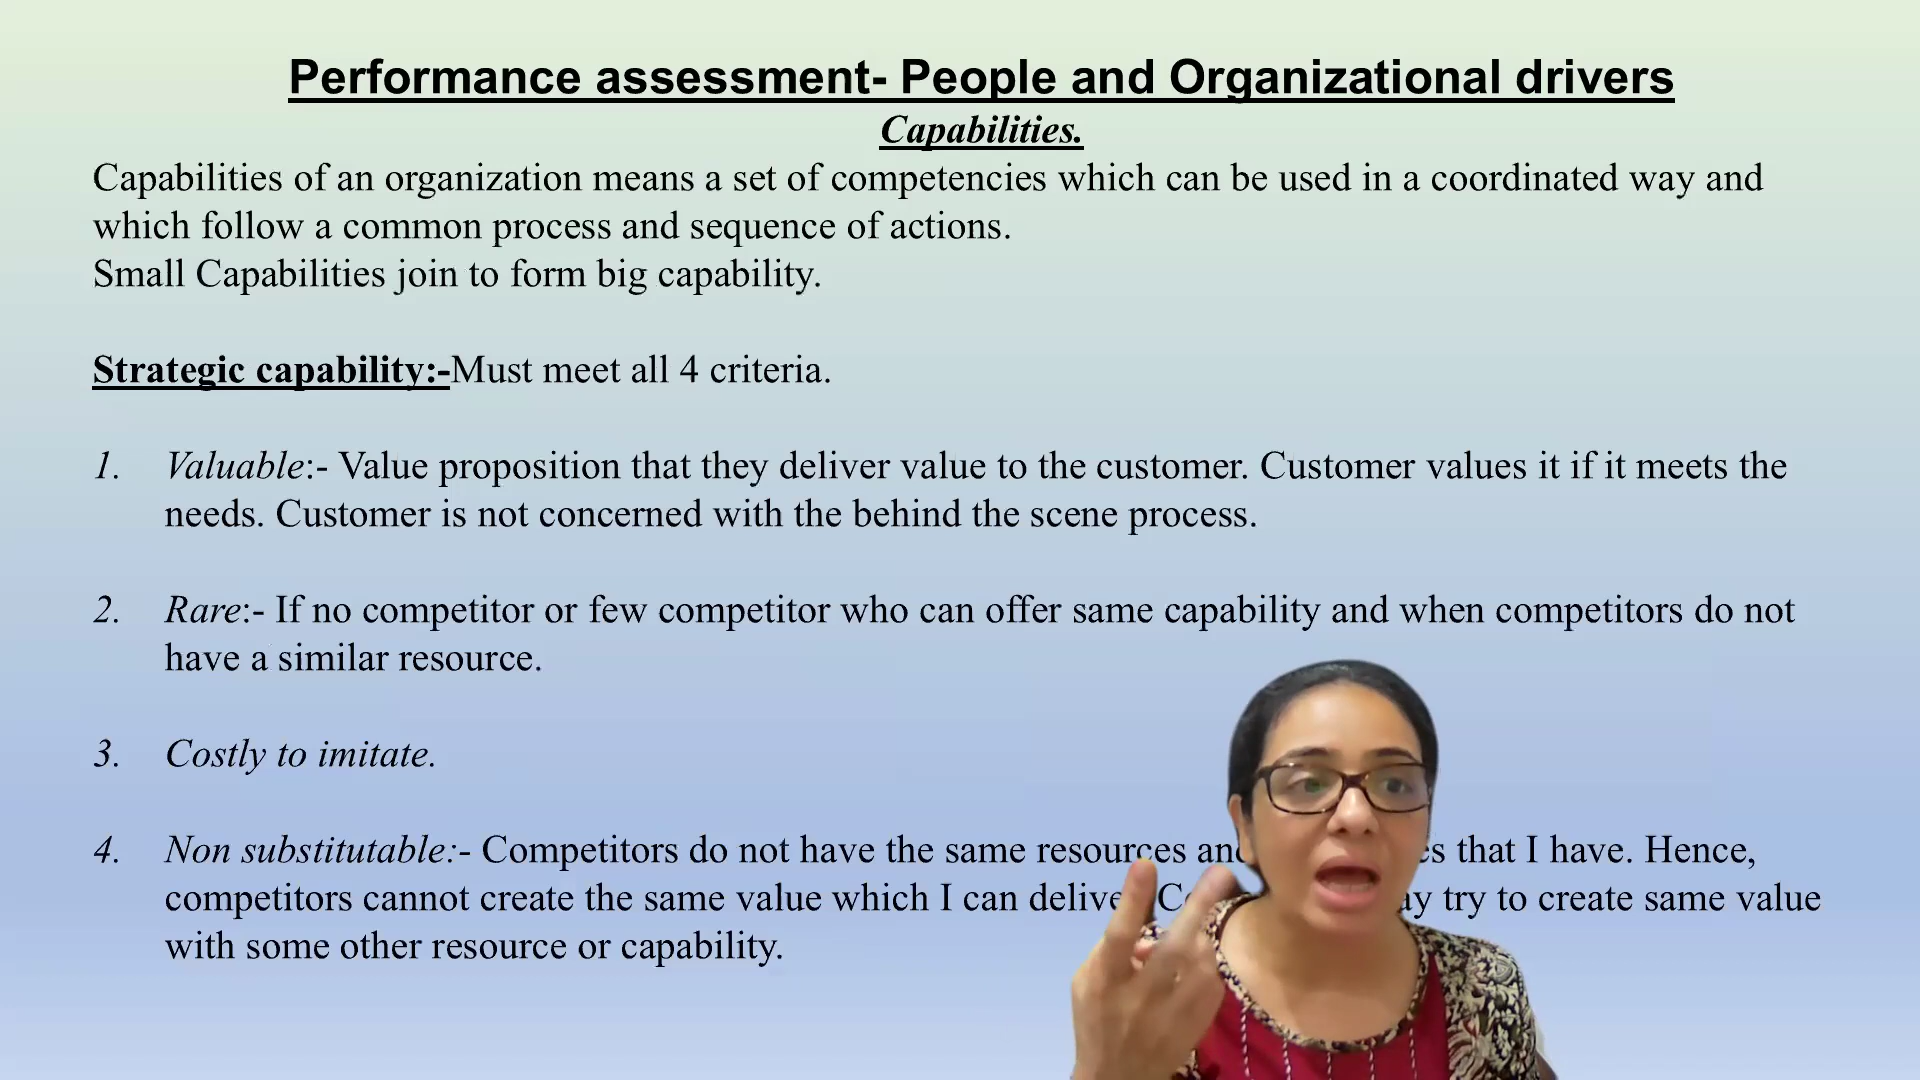 Performance assessment- People and Organizational drivers
Capabilities.
Capabilities of an organization means a set of competencies which can be used in a coordinated way and
which follow a common process and sequence of actions.
Small Capabilities join to form big capability.
Strategic capability:-Must meet all 4 criteria.
1. Valuable:- Value proposition that they deliver value to the customer. Customer values it if it meets the
needs. Customer is not concerned with the behind the scene process.
2. Rare:- If no competitor or few competitor who can offer same capability and when competitors do not
have a similar resource.
3. Costly to imitate.
4. Non substitutable:- Competitors do not have the same resources that I have. Hence,
competitors cannot create the same value which I can try to create same value
with some other resource or capability.